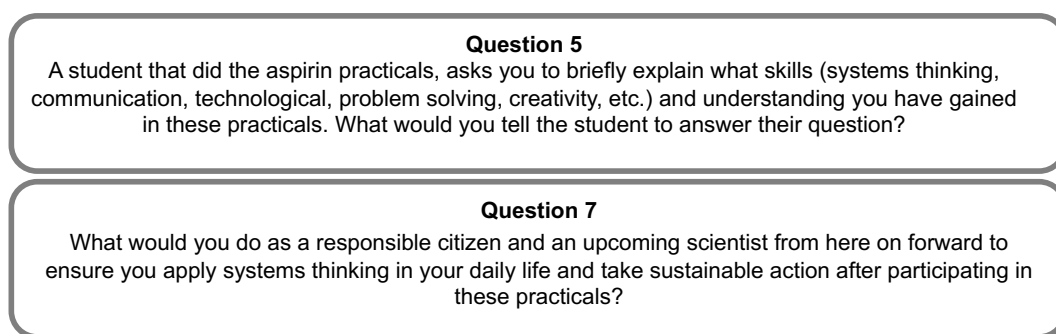 Question 5
A student that did the aspirin practicals, asks you to briefly explain what skills (systems thinking,
communication, technological, problem solving, creativity, etc.) and understanding you have gained
in these practicals. What would you tell the student to answer their question?
Question 7
What would you do as a responsible citizen and an upcoming scientist from here on forward to
ensure you apply systems thinking in your daily life and take sustainable action after participating in
these practicals?